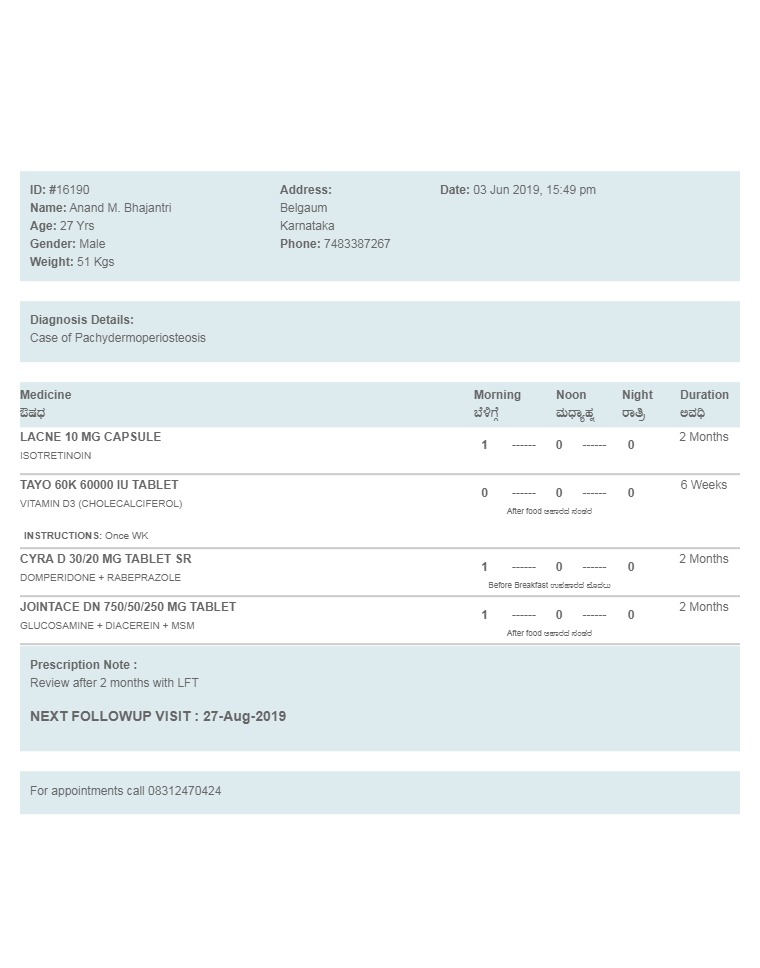 ID: #16190 Address: Date: 03 Jun 2019, 15:49 pm
Name: Anand M. Bhajantri Belgaum
Age: 27 Yrs Karnataka
Gender: Male Phone: 7483387267
Weight: 51 Kgs
Diagnosis Details:
Case of Pachydermoperiosteosis
Medicine Morning Noon Night Duration
ಔಷಧ ಬೆಳಿಗ್ಗೆ ಮಧ್ಯಾಹ್ನ ರಾತ್ರಿ ಅವಧಿ
LACNE 10 MG CAPSULE 1 ------ 0 ------ 0 2 Months
ISOTRETINOIN
TAYO 60K 60000 IU TABLET 0 ------ 0 ------ 0 6 Weeks
VITAMIN D3 (CHOLECALCIFEROL)
After food ಆಹಾರದ ನಂತರ
INSTRUCTIONS: Once WK
CYRA D 30/20 MG TABLET SR 1 ------ 0 ------ 0 2 Months
DOMPERIDONE + RABEPRAZOLE
Before Breakfast ಉಪಹಾರದ ಮೊದಲು
JOINTACE DN 750/50/250 MG TABLET 1 ------ 0 ------ 0 2 Months
GLUCOSAMINE + DIACEREIN + MSM
After food ಆಹಾರದ ನಂತರ
Prescription Note :
Review after 2 months with LFT
NEXT FOLLOWUP VISIT : 27-Aug-2019
For appointments call 08312470424